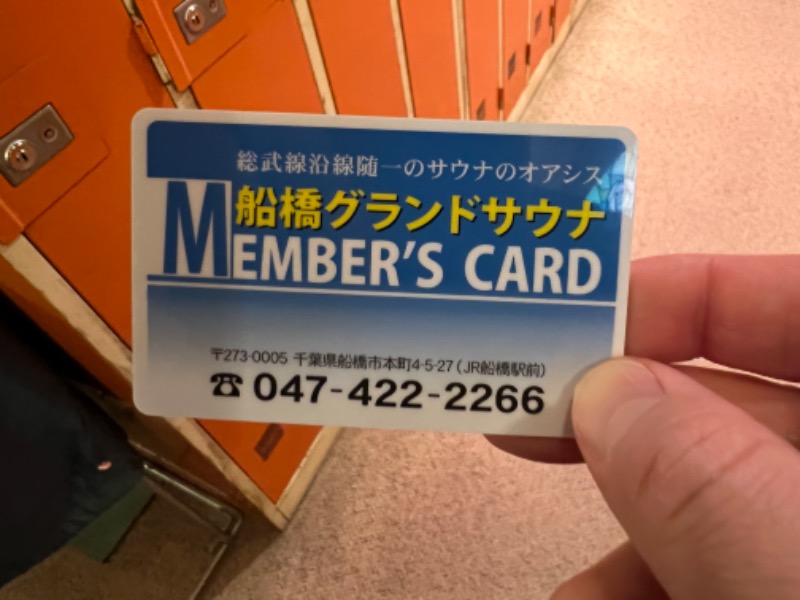 総武線沿線随一のサウナのオアシス
船橋グランドサウナ
MEMBER'S CARD
〒273-0005 千葉県船橋市本町4-5-27(JR船橋駅前)
☎ 047-422-2266